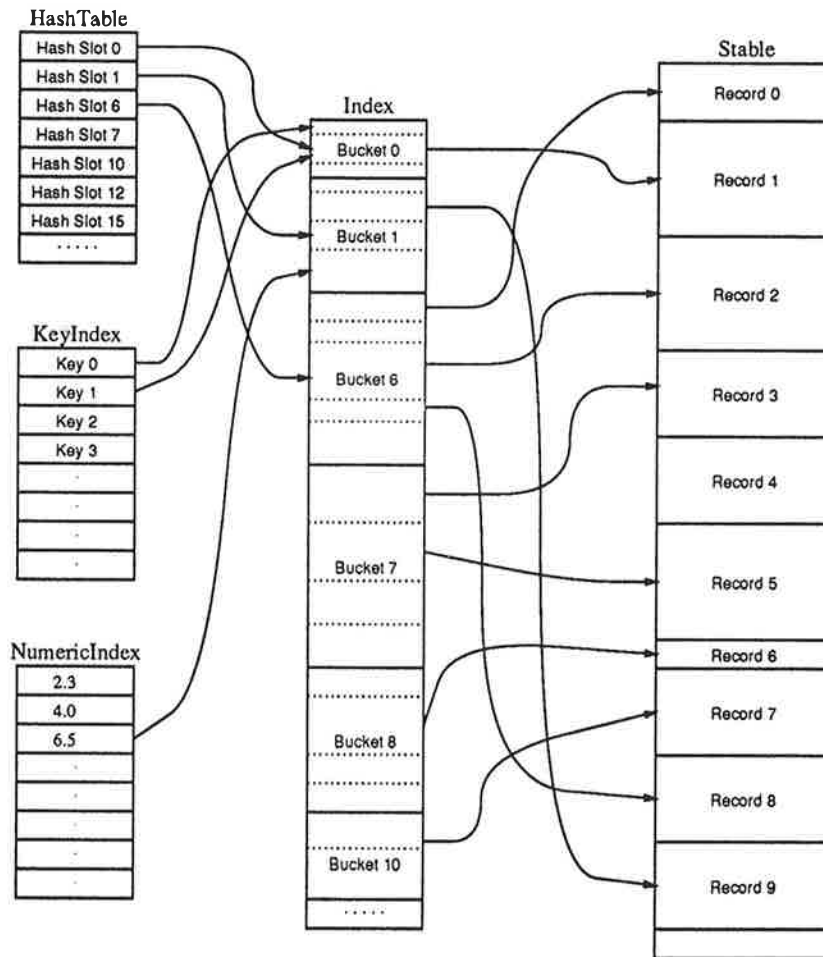 HashTable
Hash Slot 0
Hash Slot 1
Hash Slot 6
Hash Slot 7
Hash Slot 10
Hash Slot 12
Hash Slot 15
.....
KeyIndex
Key 0
Key 1
Key 2
Key 3
.
.
.
.
NumericIndex
2.3
4.0
6.5
.
.
.
.
.
Index
Bucket 0
Bucket 1
Bucket 6
Bucket 7
Bucket 8
Bucket 10
.....
Stable
Record 0
Record 1
Record 2
Record 3
Record 4
Record 5
Record 6
Record 7
Record 8
Record 9